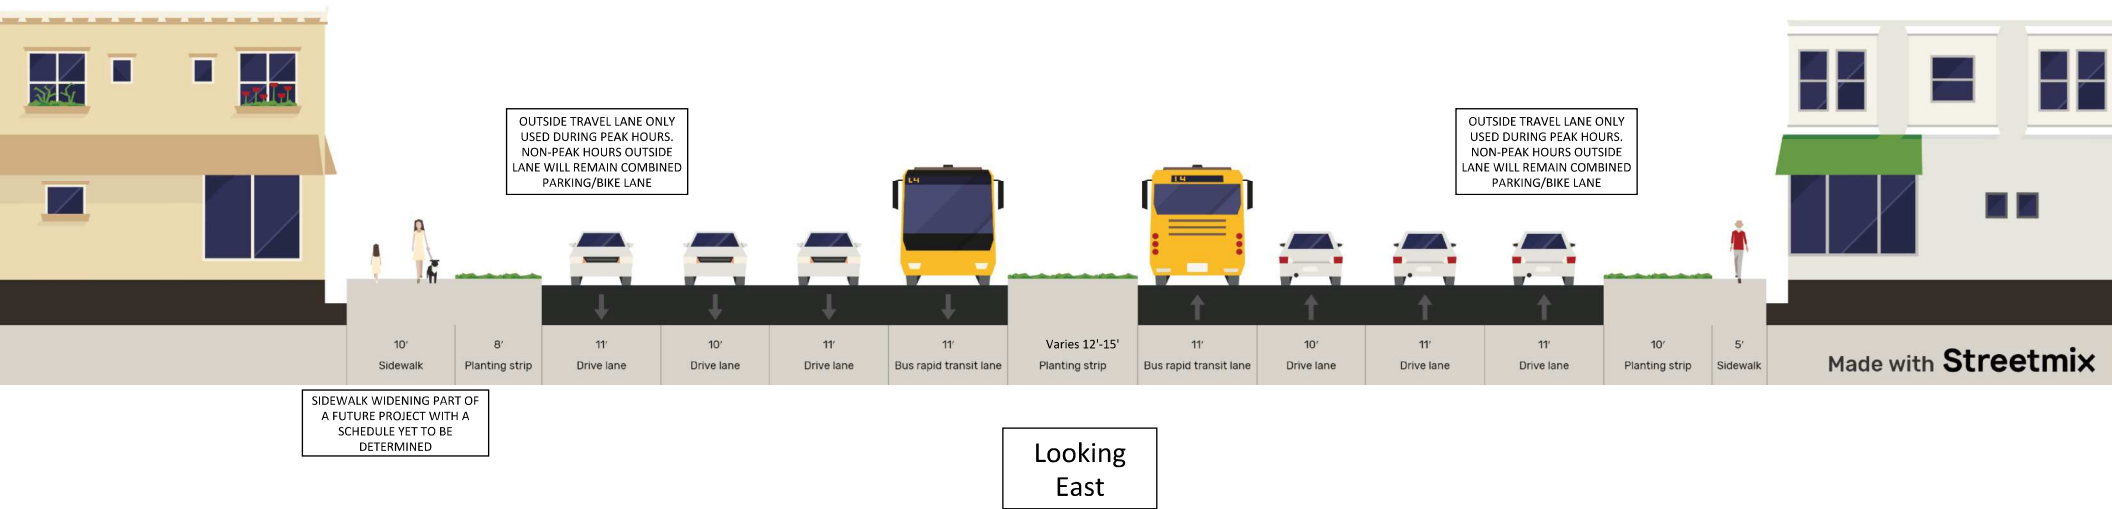 OUTSIDE TRAVEL LANE ONLY
USED DURING PEAK HOURS.
NON-PEAK HOURS OUTSIDE
LANE WILL REMAIN COMBINED
PARKING/BIKE LANE
OUTSIDE TRAVEL LANE ONLY
USED DURING PEAK HOURS.
NON-PEAK HOURS OUTSIDE
LANE WILL REMAIN COMBINED
PARKING/BIKE LANE
L4
L4
10' 8' 11' 10' 11' 11' Varies 12'-15' 11' 10' 11' 11' 10' 5'
Sidewalk Planting strip Drive lane Drive lane Drive lane Bus rapid transit lane Planting strip Bus rapid transit lane Drive lane Drive lane Drive lane Planting strip Sidewalk
Made with Streetmix
SIDEWALK WIDENING PART OF
A FUTURE PROJECT WITH A
SCHEDULE YET TO BE
DETERMINED
Looking
East